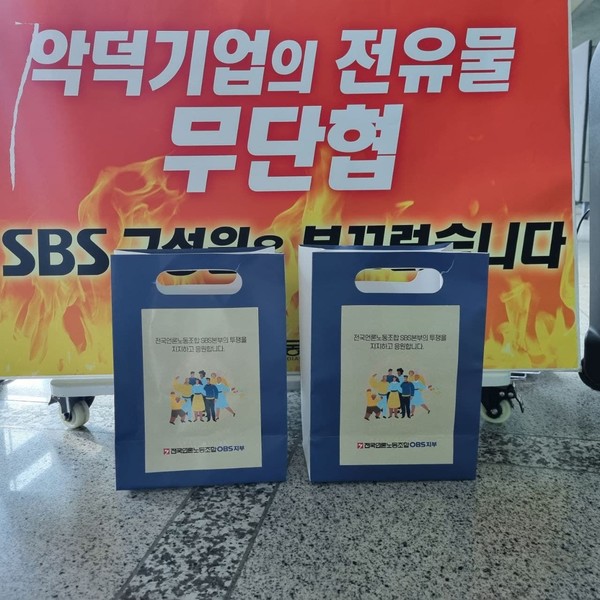 악덕기업의 전유물
무단협
SBS 구성원은 부끄럽습니다
전국언론노동조합 SBS본부의 투쟁을
지지하고 응원합니다.
전국언론노동조합 OBS지부
전국언론노동조합 SBS본부의 투쟁을
지지하고 응원합니다.
전국언론노동조합 OBS지부